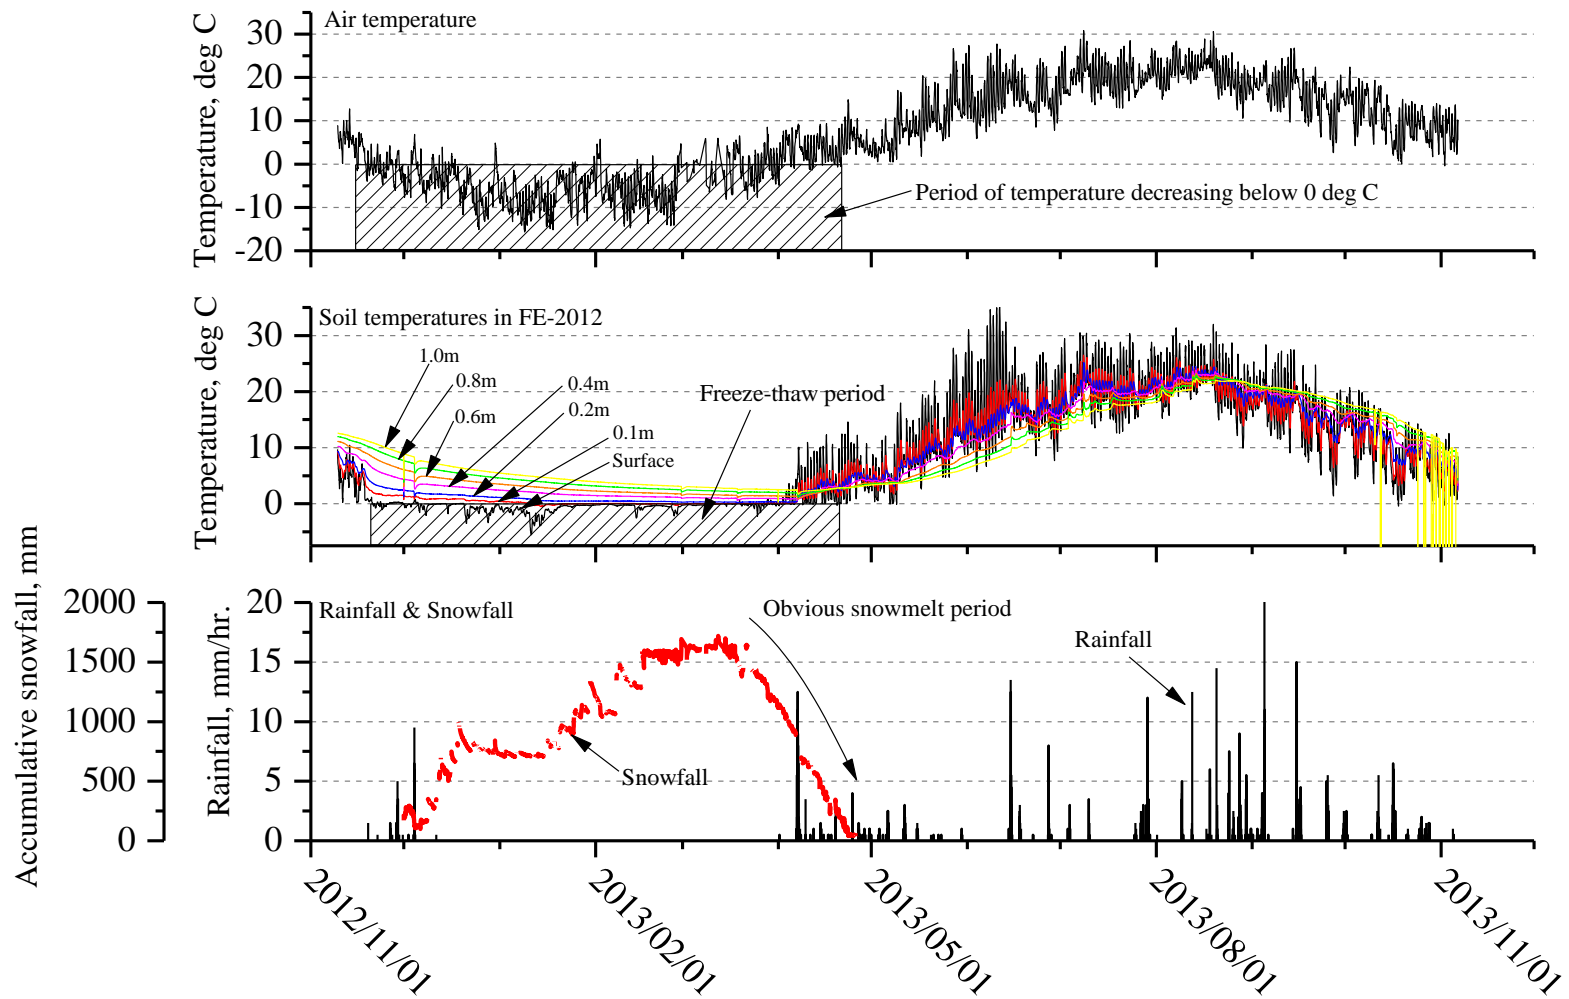 Air temperature
Temperature, deg C
30
20
10
0
-10
-20
Period of temperature decreasing below 0 deg C
Soil temperatures in FE-2012
Temperature, deg C
30
20
10
0
1.0m
0.8m
0.6m
0.4m
0.2m
0.1m
Surface
Freeze-thaw period
Rainfall & Snowfall
Accumulative snowfall, mm
2000
1500
1000
500
0
Rainfall, mm/hr.
20
15
10
5
0
Obvious snowmelt period
Rainfall
Snowfall
2012/11/01
2013/02/01
2013/05/01
2013/08/01
2013/11/01